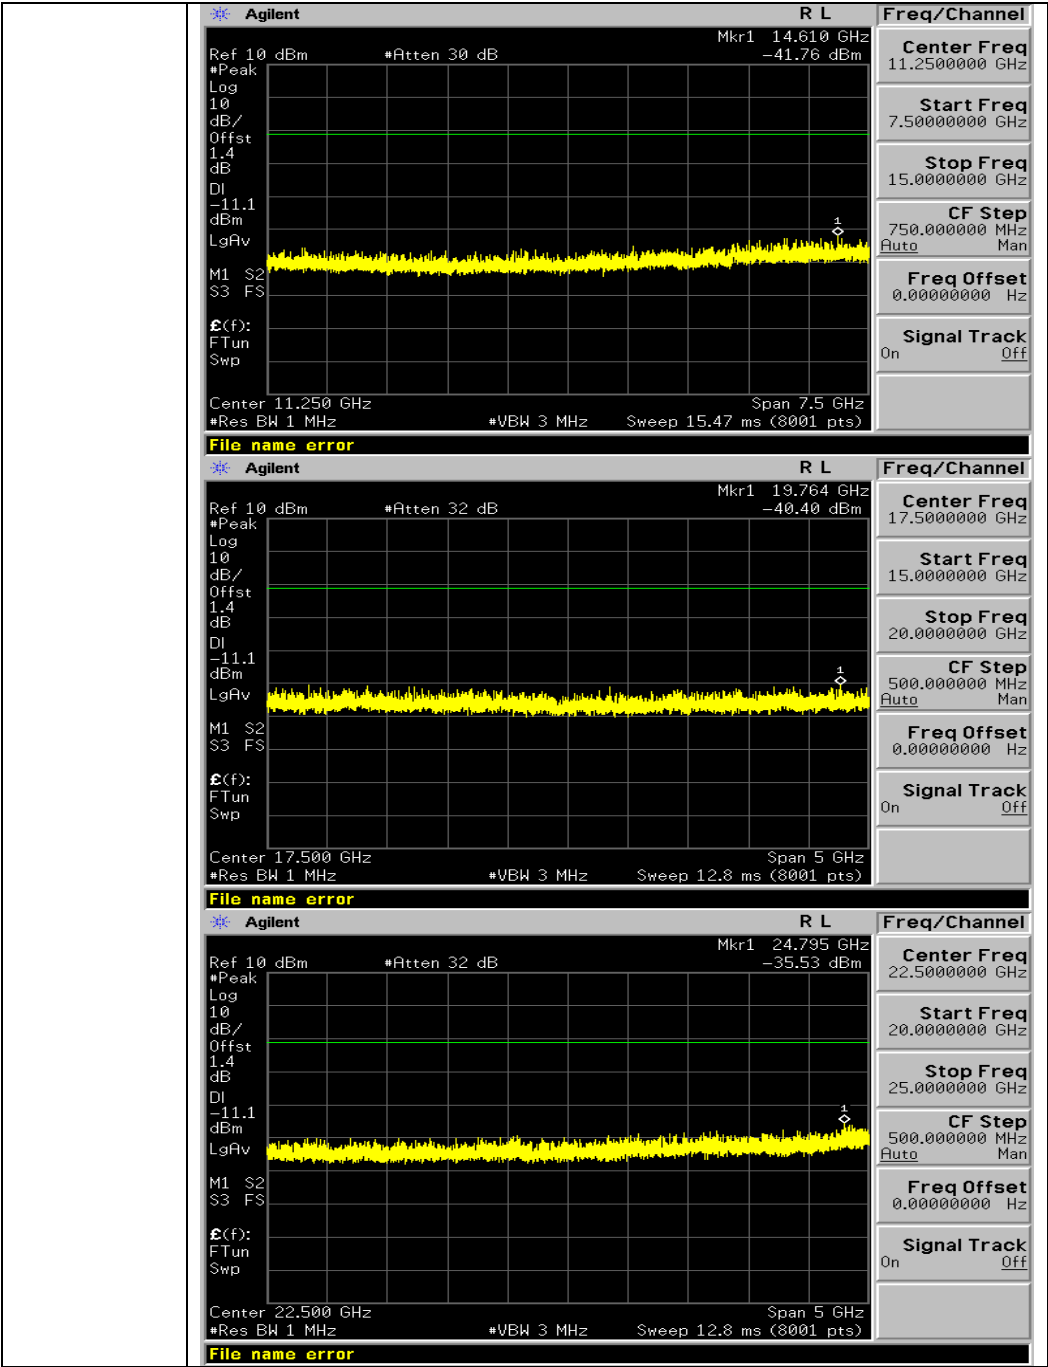 Agilent R L Freq/Channel
Mkr1 14.610 GHz
Ref 10 dBm #Atten 30 dB -41.76 dBm
#Peak
Log
10
dB/
Offst
1.4
dB
DI
-11.1
dBm
LgAv
M1 S2
S3 FS
£(f):
FTun
Swp
1
Center 11.250 GHz Span 7.5 GHz
#Res BW 1 MHz #VBW 3 MHz Sweep 15.47 ms (8001 pts)
File name error
Center Freq
11.2500000 GHz
Start Freq
7.50000000 GHz
Stop Freq
15.0000000 GHz
CF Step
750.000000 MHz
Auto Man
Freq Offset
0.00000000 Hz
Signal Track
On Off
Agilent R L Freq/Channel
Mkr1 19.764 GHz
Ref 10 dBm #Atten 32 dB -40.40 dBm
#Peak
Log
10
dB/
Offst
1.4
dB
DI
-11.1
dBm
LgAv
M1 S2
S3 FS
£(f):
FTun
Swp
1
Center 17.500 GHz Span 5 GHz
#Res BW 1 MHz #VBW 3 MHz Sweep 12.8 ms (8001 pts)
File name error
Center Freq
17.5000000 GHz
Start Freq
15.0000000 GHz
Stop Freq
20.0000000 GHz
CF Step
500.000000 MHz
Auto Man
Freq Offset
0.00000000 Hz
Signal Track
On Off
Agilent R L Freq/Channel
Mkr1 24.795 GHz
Ref 10 dBm #Atten 32 dB -35.53 dBm
#Peak
Log
10
dB/
Offst
1.4
dB
DI
-11.1
dBm
LgAv
M1 S2
S3 FS
£(f):
FTun
Swp
1
Center 22.500 GHz Span 5 GHz
#Res BW 1 MHz #VBW 3 MHz Sweep 12.8 ms (8001 pts)
File name error
Center Freq
22.5000000 GHz
Start Freq
20.0000000 GHz
Stop Freq
25.0000000 GHz
CF Step
500.000000 MHz
Auto Man
Freq Offset
0.00000000 Hz
Signal Track
On Off